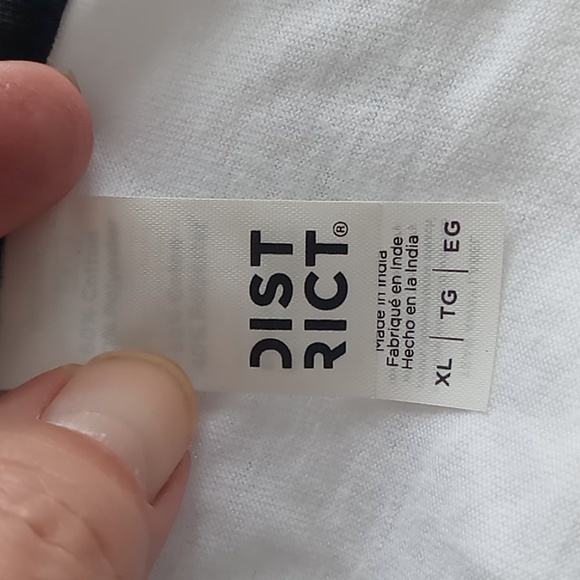 DIST
RICT®
Made in India
Fabriqué en Inde
Hecho en la India
XL | TG | EG